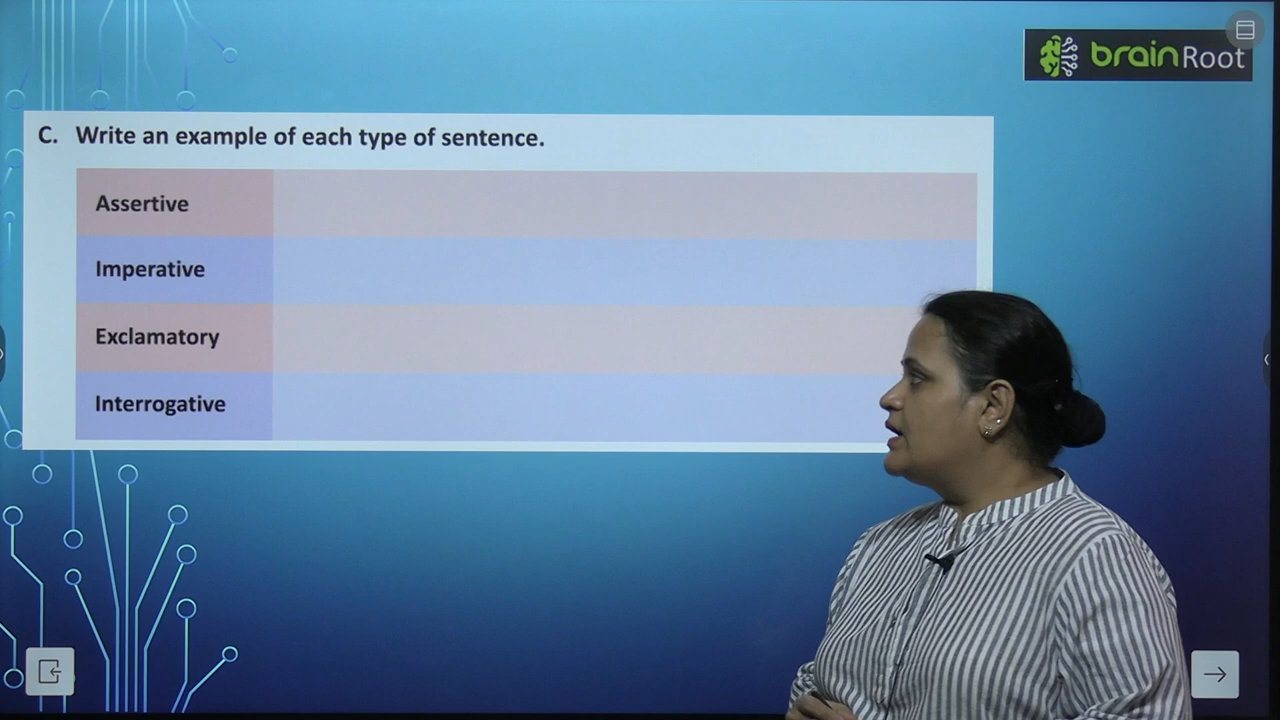 brainRoot
C. Write an example of each type of sentence.
Assertive
Imperative
Exclamatory
Interrogative